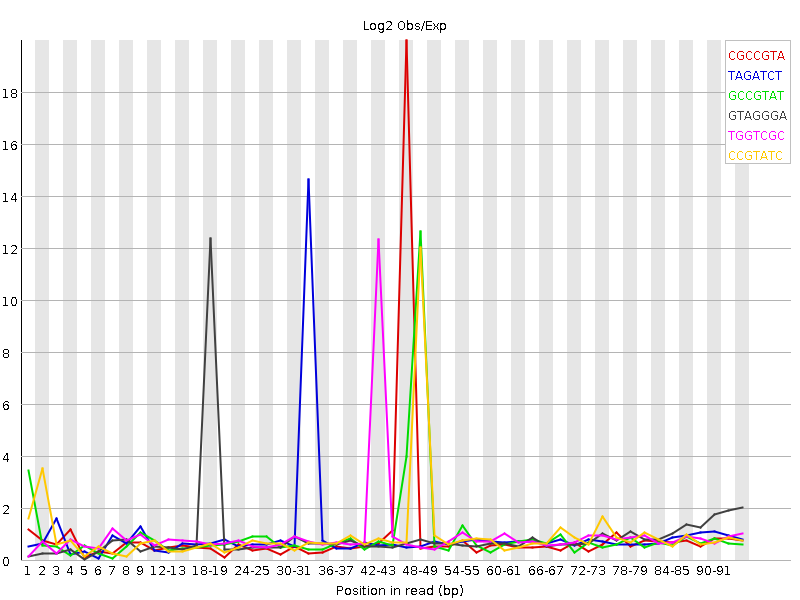 Log2 Obs/Exp
CGCCGTA
TAGATCT
GCCGTAT
GTAGGGA
TGGTCGC
CCGTATC
18
16
14
12
10
8
6
4
2
0
1 2 3 4 5 6 7 8 9 12-13 18-19 24-25 30-31 36-37 42-43 48-49 54-55 60-61 66-67 72-73 78-79 84-85 90-91
Position in read (bp)